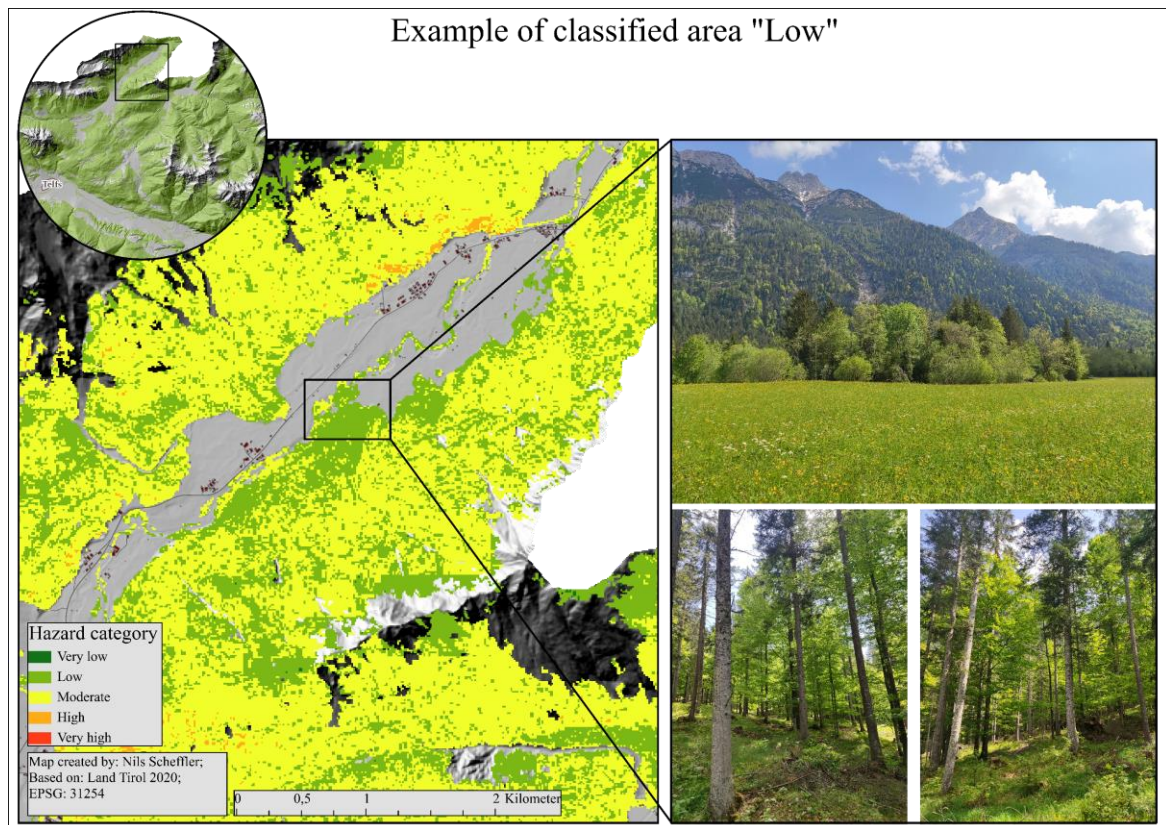 Example of classified area "Low"
Telfs
Hazard category
Very low
Low
Moderate
High
Very high
Map created by: Nils Scheffler;
Based on: Land Tirol 2020;
EPSG: 31254
0 0,5 1 2 Kilometer